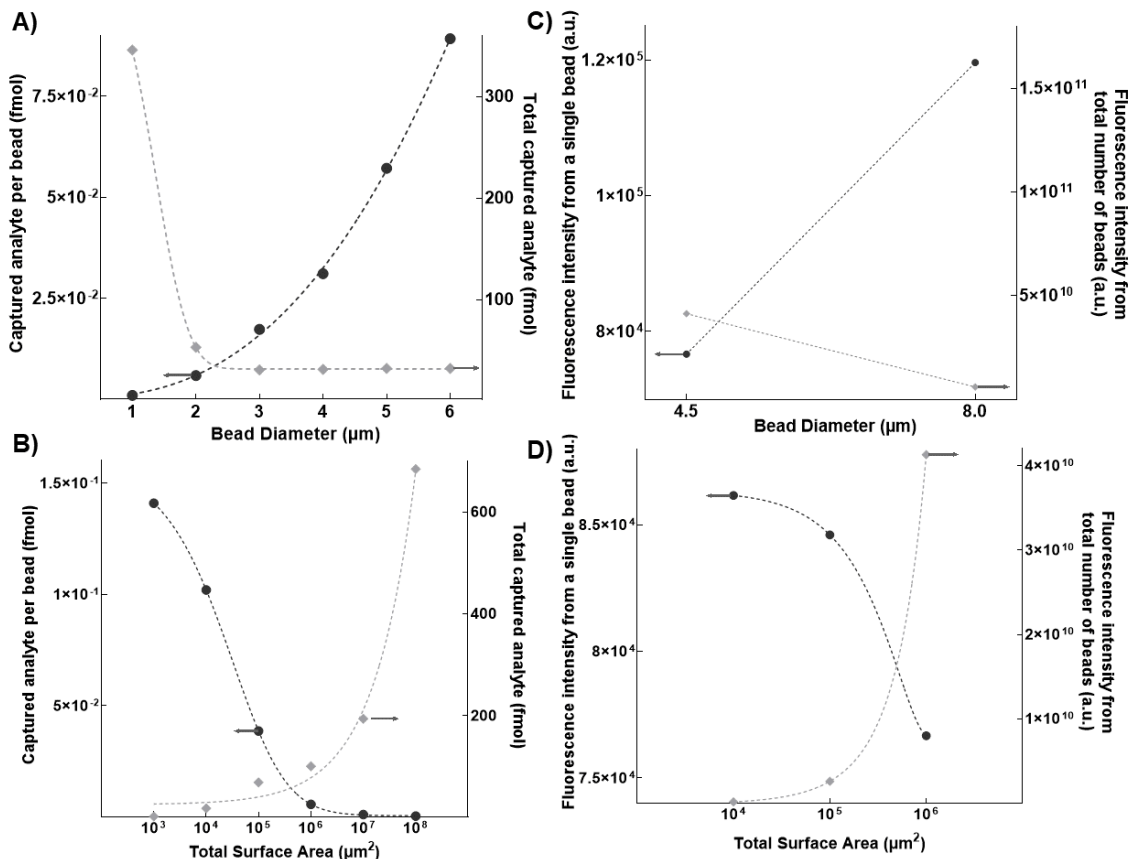 A)
Captured analyte per bead (fmol)
7.5×10⁻²
5×10⁻²
2.5×10⁻²
300
200
100
Total captured analyte (fmol)
1 2 3 4 5 6
Bead Diameter (μm)
C)
Fluorescence intensity from a single bead (a.u.)
1.2×10⁵
1×10⁵
8×10⁴
1.5×10¹¹
1×10¹¹
5×10¹⁰
Fluorescence intensity from
total number of beads (a.u.)
4.5 8.0
Bead Diameter (μm)
B)
Captured analyte per bead (fmol)
1.5×10⁻¹
1×10⁻¹
5×10⁻²
600
400
200
Total captured analyte (fmol)
10³ 10⁴ 10⁵ 10⁶ 10⁷ 10⁸
Total Surface Area (μm²)
D)
Fluorescence intensity from a single bead (a.u.)
8.5×10⁴
8×10⁴
7.5×10⁴
4×10¹⁰
3×10¹⁰
2×10¹⁰
1×10¹⁰
Fluorescence intensity from
total number of beads (a.u.)
10⁴ 10⁵ 10⁶
Total Surface Area (μm²)